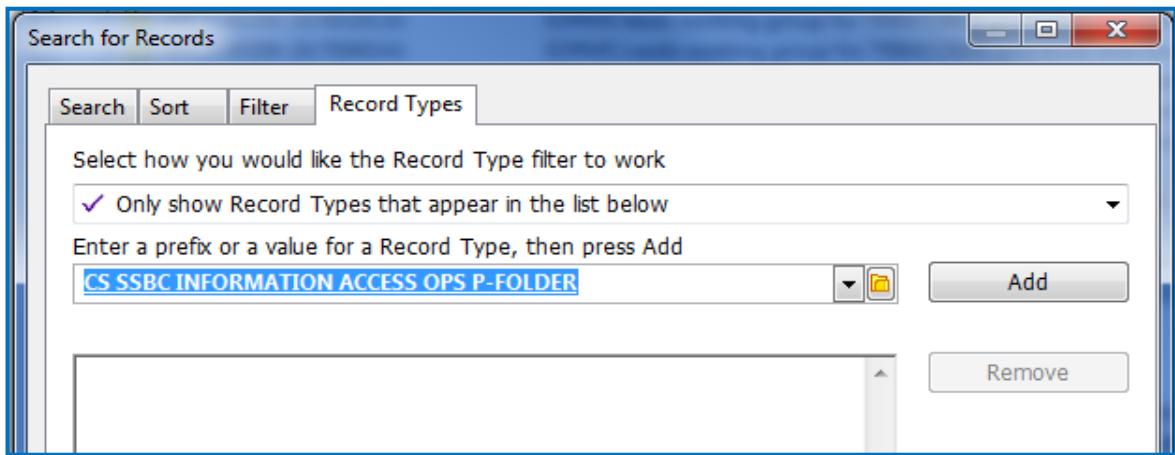 Search for Records
Search Sort Filter Record Types
Select how you would like the Record Type filter to work
Only show Record Types that appear in the list below
Enter a prefix or a value for a Record Type, then press Add
CS SSBC INFORMATION ACCESS OPS P-FOLDER Add
Remove